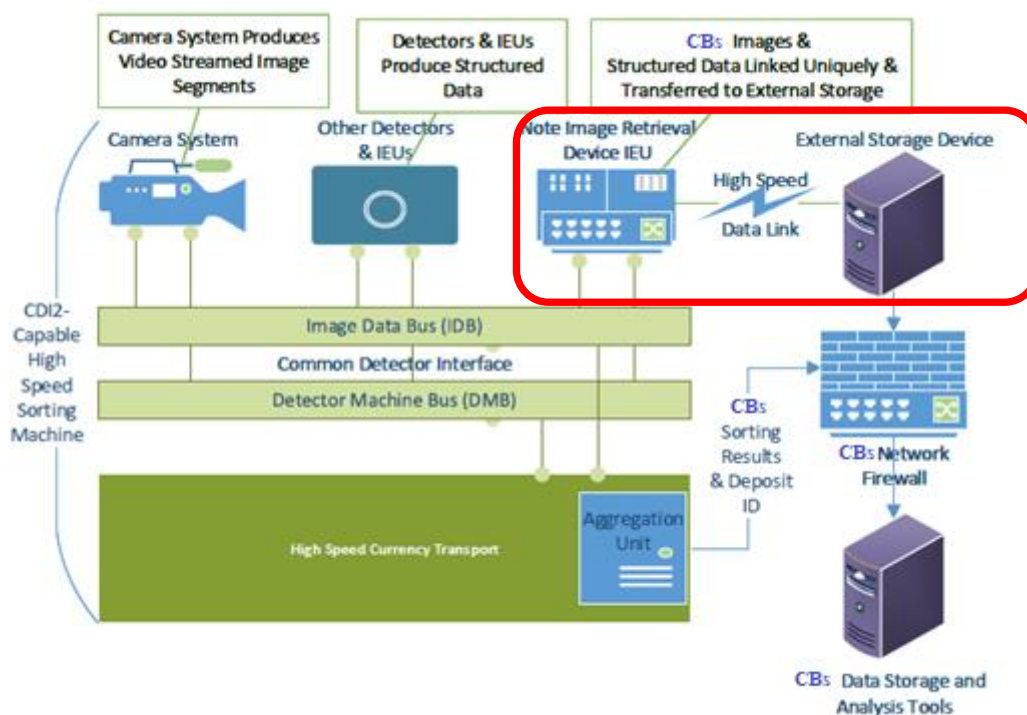 Camera System Produces
Video Streamed Image
Segments
Detectors & IEUs
Produce Structured
Data
CBs Images &
Structured Data Linked Uniquely &
Transferred to External Storage
Camera System
Other Detectors
& IEUs
Note Image Retrieval
Device IEU
High Speed
Data Link
External Storage Device
CDI2-
Capable
High
Speed
Sorting
Machine
Image Data Bus (IDB)
Common Detector Interface
Detector Machine Bus (DMB)
CBs
Sorting
Results
& Deposit
ID
CBs Network
Firewall
High Speed Currency Transport
Aggregation
Unit
CBs Data Storage and
Analysis Tools